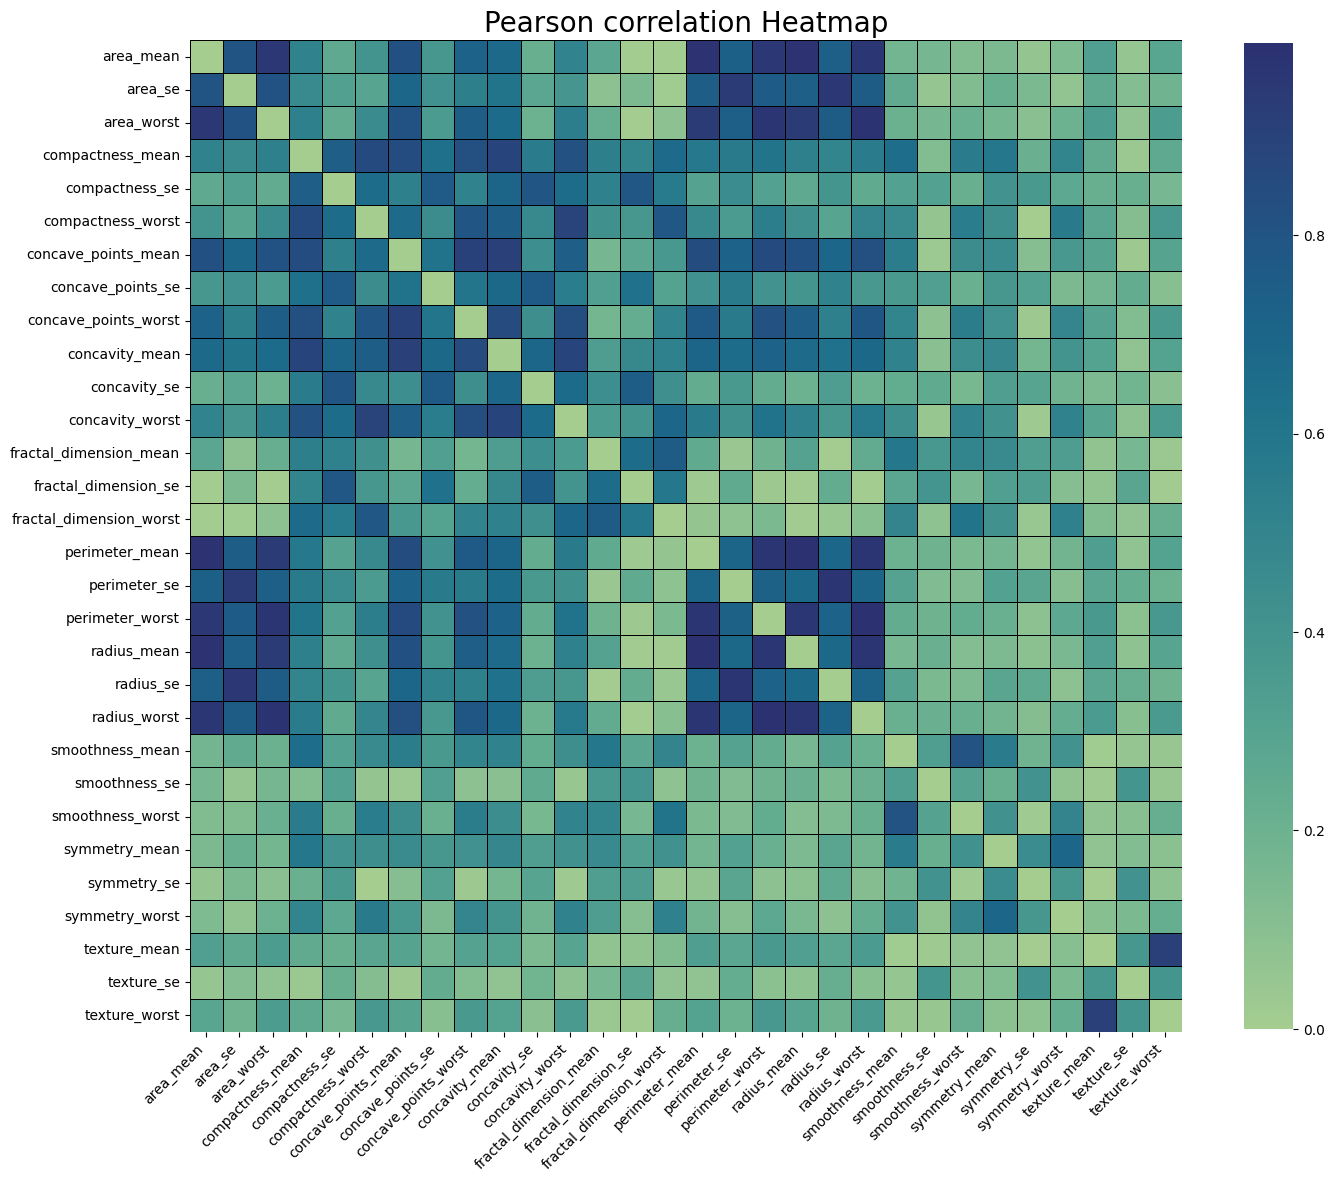 Pearson correlation Heatmap
area_mean
area_se
area_worst
compactness_mean
compactness_se
compactness_worst
concave_points_mean
concave_points_se
concave_points_worst
concavity_mean
concavity_se
concavity_worst
fractal_dimension_mean
fractal_dimension_se
fractal_dimension_worst
perimeter_mean
perimeter_se
perimeter_worst
radius_mean
radius_se
radius_worst
smoothness_mean
smoothness_se
smoothness_worst
symmetry_mean
symmetry_se
symmetry_worst
texture_mean
texture_se
texture_worst
area_mean
area_se
area_worst
compactness_mean
compactness_se
compactness_worst
concave_points_mean
concave_points_se
concave_points_worst
concavity_mean
concavity_se
concavity_worst
fractal_dimension_mean
fractal_dimension_se
fractal_dimension_worst
perimeter_mean
perimeter_se
perimeter_worst
radius_mean
radius_se
radius_worst
smoothness_mean
smoothness_se
smoothness_worst
symmetry_mean
symmetry_se
symmetry_worst
texture_mean
texture_se
texture_worst
0.8
0.6
0.4
0.2
0.0